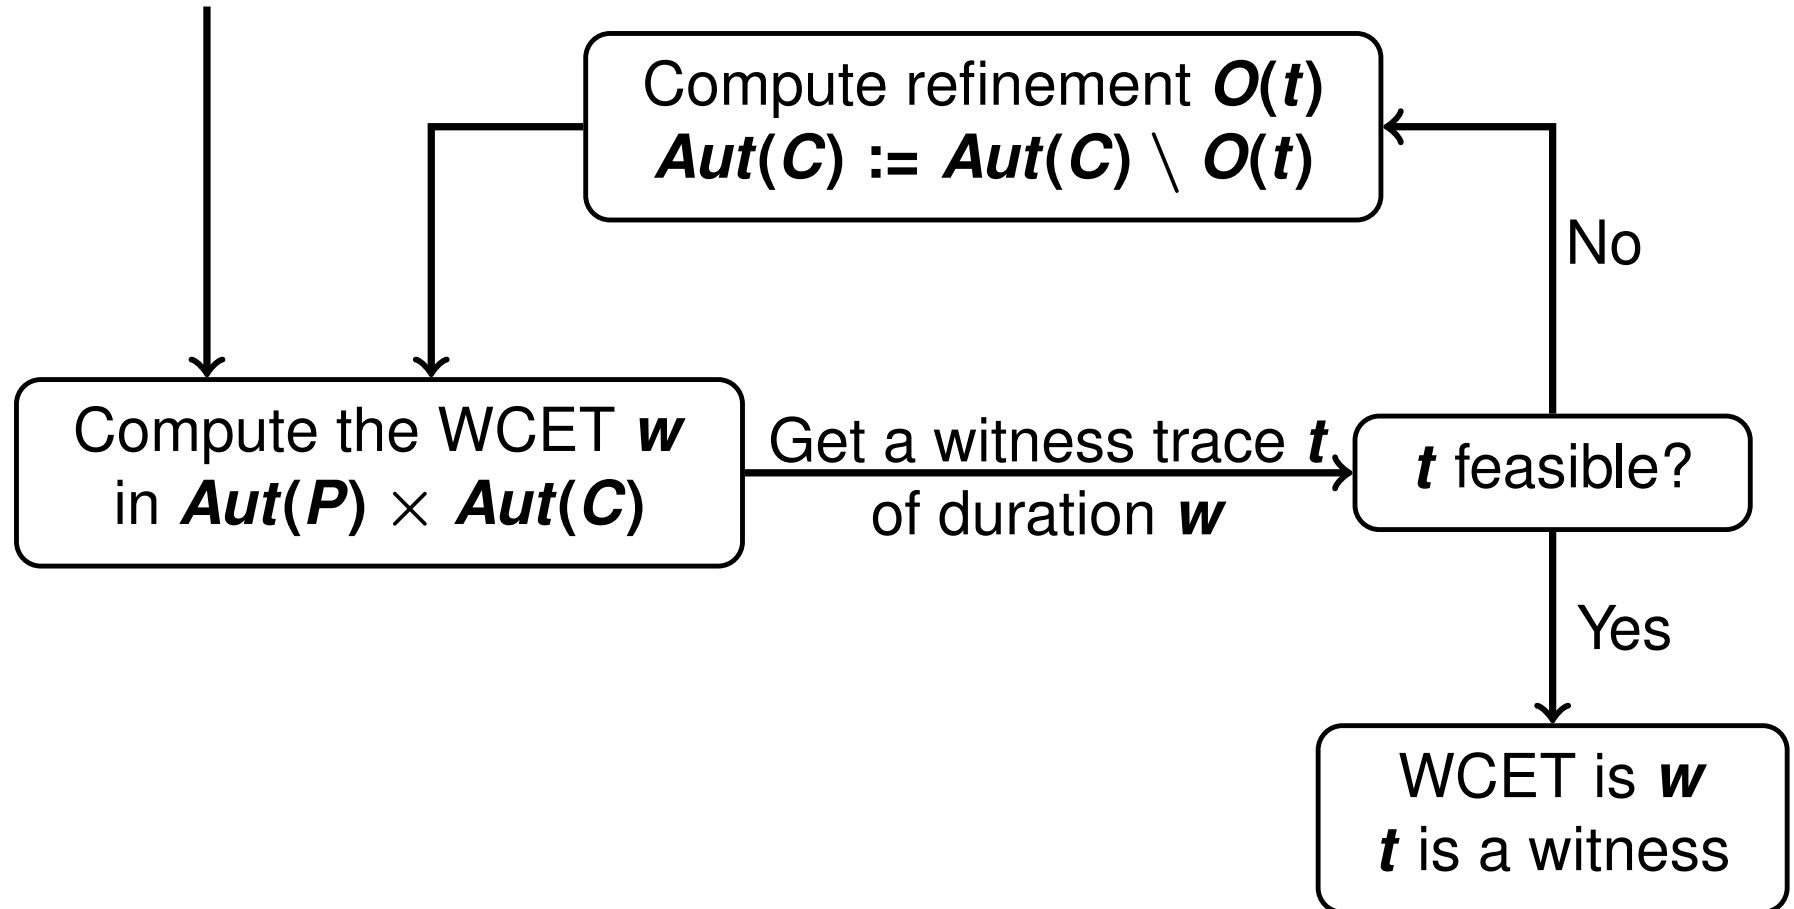 Compute refinement O(t)
Aut(C) := Aut(C) \ O(t)
No
Compute the WCET w
in Aut(P) × Aut(C)
Get a witness trace t
of duration w
t feasible?
Yes
WCET is w
t is a witness